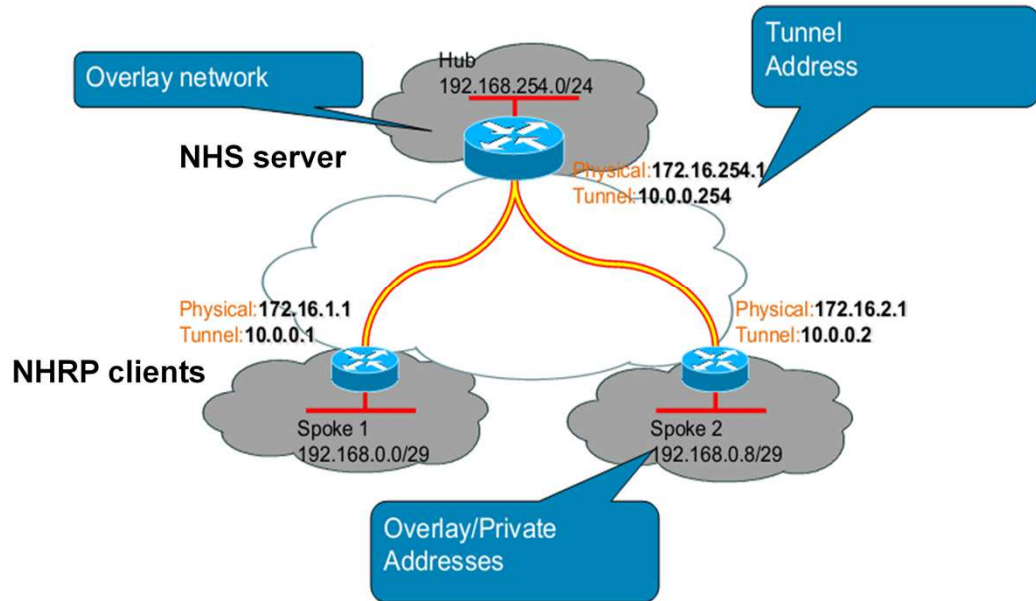 Hub
192.168.254.0/24
Overlay network
Tunnel
Address
NHS server
Physical:172.16.254.1
Tunnel:10.0.0.254
Physical:172.16.1.1
Tunnel:10.0.0.1
Physical:172.16.2.1
Tunnel:10.0.0.2
NHRP clients
Spoke 1
192.168.0.0/29
Spoke 2
192.168.0.8/29
Overlay/Private
Addresses